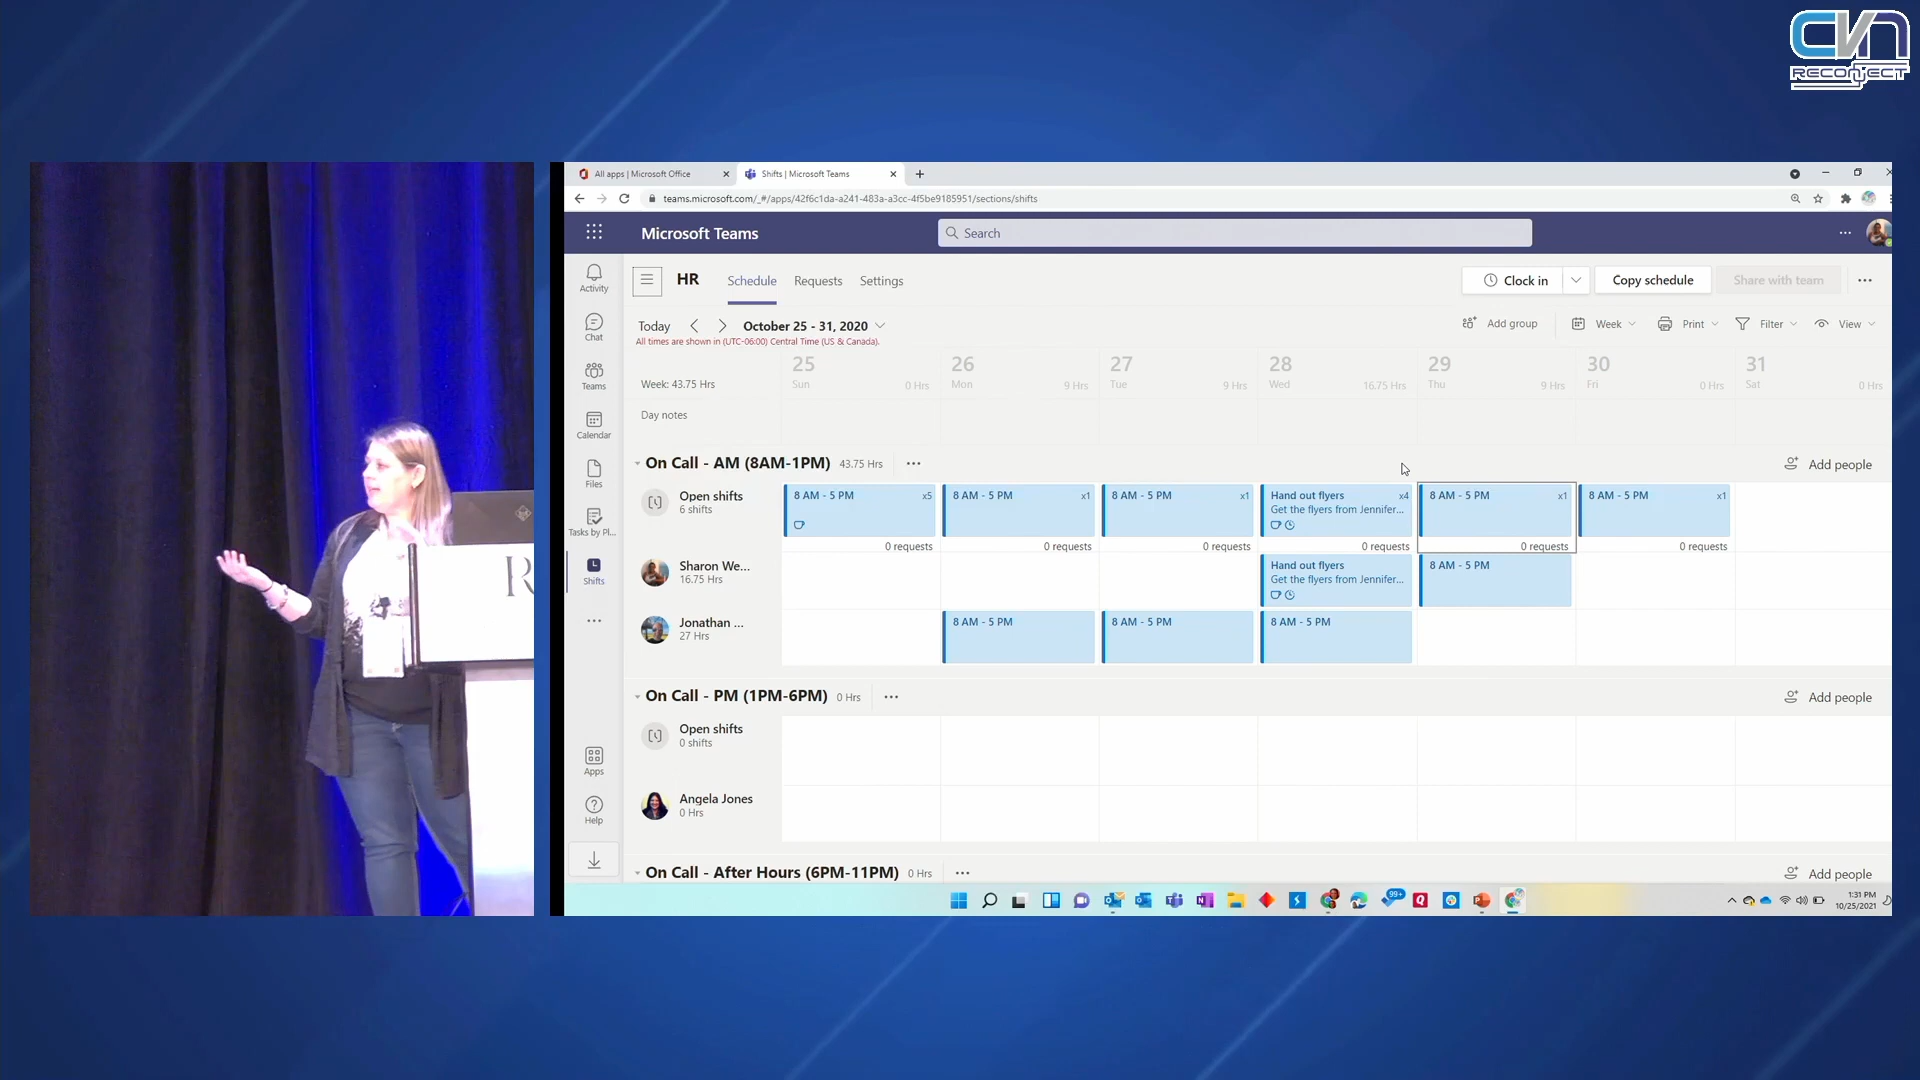 CVN
RECONJECT
All apps | Microsoft Office
Shifts | Microsoft Teams
teams.microsoft.com/_#/apps/42f6c1da-a241-483a-a3cc-4f5be9185951/sections/shifts
Microsoft Teams
Search
Activity
Chat
Teams
Calendar
Files
Tasks by Pl...
Shifts
Apps
Help
HR
Schedule
Requests
Settings
Clock in
Copy schedule
Share with team
Today
October 25 - 31, 2020
Add group
Week
Print
Filter
View
All times are shown in (UTC-06:00) Central Time (US & Canada).
Week: 43.75 Hrs
25 Sun 0 Hrs
26 Mon 9 Hrs
27 Tue 9 Hrs
28 Wed 16.75 Hrs
29 Thu 9 Hrs
30 Fri 0 Hrs
31 Sat 0 Hrs
Day notes
On Call - AM (8AM-1PM) 43.75 Hrs
Add people
Open shifts
6 shifts
8 AM - 5 PM x5
0 requests
8 AM - 5 PM x1
0 requests
8 AM - 5 PM x1
0 requests
Hand out flyers x4
Get the flyers from Jennifer...
0 requests
8 AM - 5 PM x1
0 requests
8 AM - 5 PM x1
0 requests
Sharon We...
16.75 Hrs
Hand out flyers
Get the flyers from Jennifer...
8 AM - 5 PM
Jonathan ...
27 Hrs
8 AM - 5 PM
8 AM - 5 PM
8 AM - 5 PM
On Call - PM (1PM-6PM) 0 Hrs
Add people
Open shifts
0 shifts
Angela Jones
0 Hrs
On Call - After Hours (6PM-11PM) 0 Hrs
Add people
99+
1:31 PM
10/25/2021
R